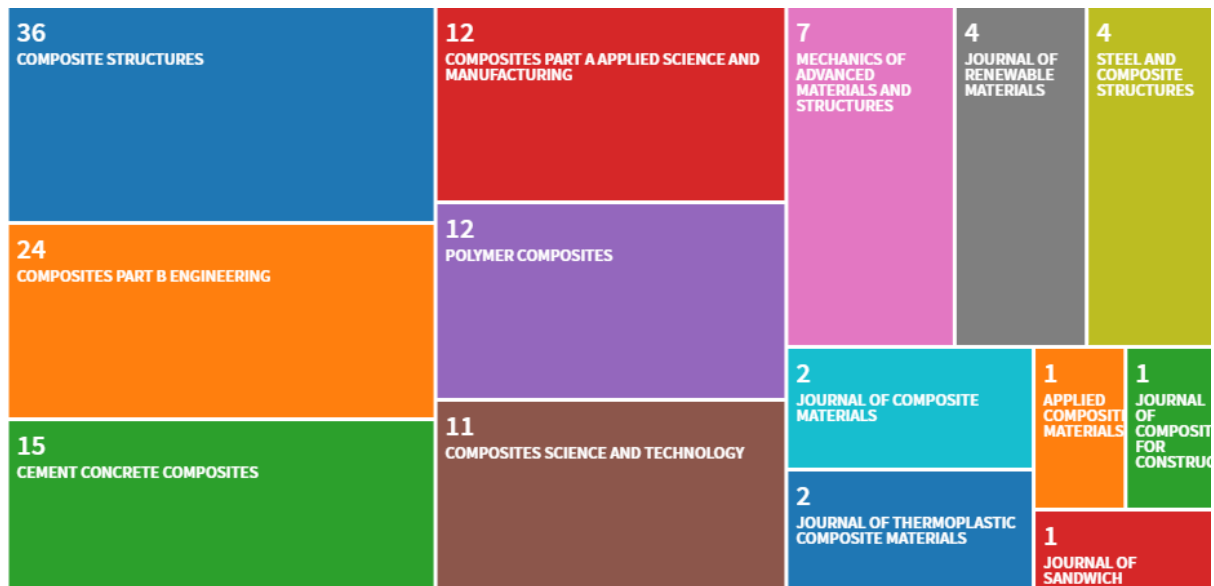 36
COMPOSITE STRUCTURES
24
COMPOSITES PART B ENGINEERING
15
CEMENT CONCRETE COMPOSITES
12
COMPOSITES PART A APPLIED SCIENCE AND
MANUFACTURING
12
POLYMER COMPOSITES
11
COMPOSITES SCIENCE AND TECHNOLOGY
7
MECHANICS OF
ADVANCED
MATERIALS AND
STRUCTURES
4
JOURNAL OF
RENEWABLE
MATERIALS
4
STEEL AND
COMPOSITE
STRUCTURES
2
JOURNAL OF COMPOSITE
MATERIALS
2
JOURNAL OF THERMOPLASTIC
COMPOSITE MATERIALS
1
APPLIED
COMPOSITI
MATERIALS
1
JOURNAL
OF
COMPOSIT
FOR
CONSTRUC
1
JOURNAL OF
SANDWICH